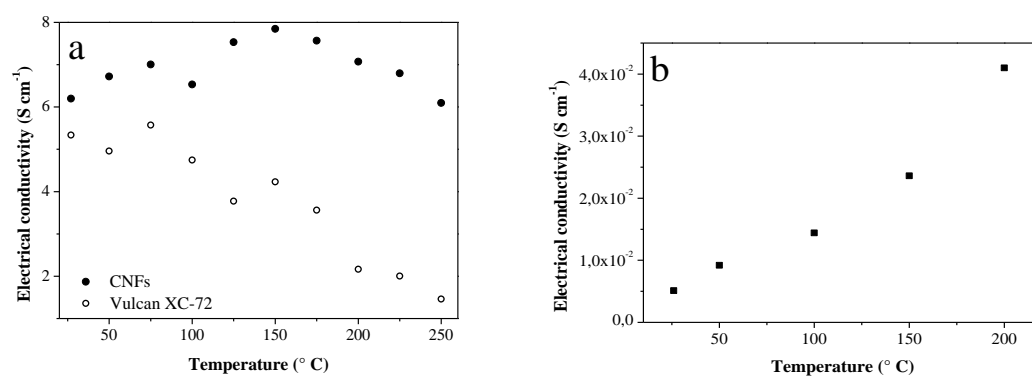 a
Electrical conductivity (S cm⁻¹)
8
6
4
2
CNFs
Vulcan XC-72
50 100 150 200 250
Temperature (° C)
b
Electrical conductivity (S cm⁻¹)
4,0x10⁻²
3,0x10⁻²
2,0x10⁻²
1,0x10⁻²
0,0
50 100 150 200
Temperature (° C)